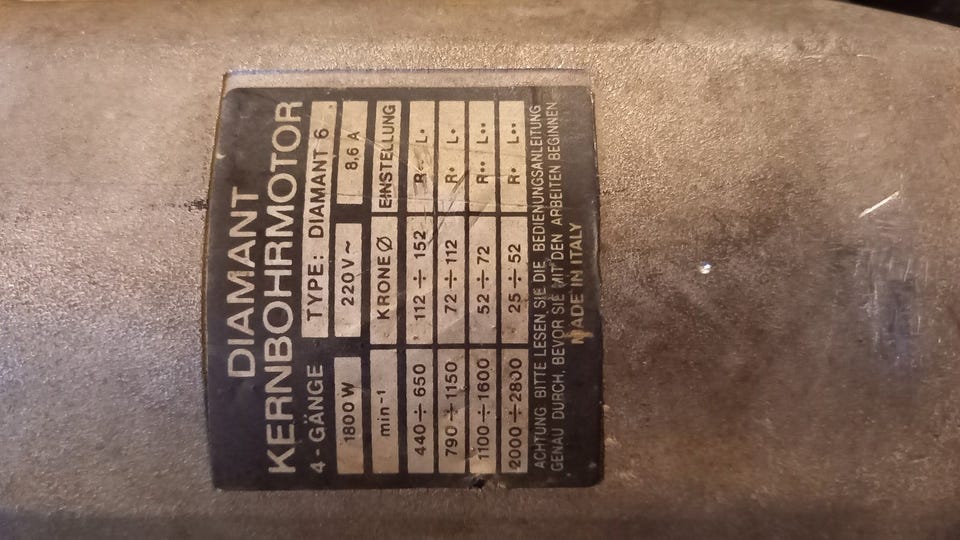 DIAMANT
KERNBOHRMOTOR
4-GÄNGE TYPE: DIAMANT 6
1800W 220V~ 8,6 A
min⁻¹ KRONE Ø EINSTELLUNG
440÷650 112÷152 R•• L•
790÷1150 72÷112 R• L•
1100÷1600 52÷72 R•• L••
2000÷2800 25÷52 R• L••
ACHTUNG BITTE LESEN SIE DIE BEDIENUNGSANLEITUNG
GENAU DURCH, BEVOR SIE MIT DEN ARBEITEN BEGINNEN
MADE IN ITALY